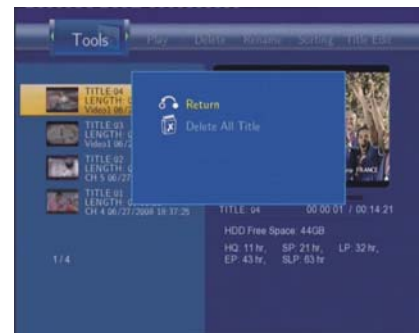 Tools Play Delete Rename Sorting Title Edit
TITLE 04
LENGTH:
Video1 06/2
TITLE 03
LENGTH:
Video1 06/2
TITLE 02
LENGTH:
CH 5 06/27
TITLE 01
LENGTH:
CH 4 06/27/2008 18:37:25
1 / 4
Return
Delete All Title
FRANCE
TITLE: 04 00:00:01 / 00:14:21
HDD Free Space: 44GB
HQ: 11 hr, SP: 21 hr, LP: 32 hr,
EP: 43 hr, SLP: 63 hr